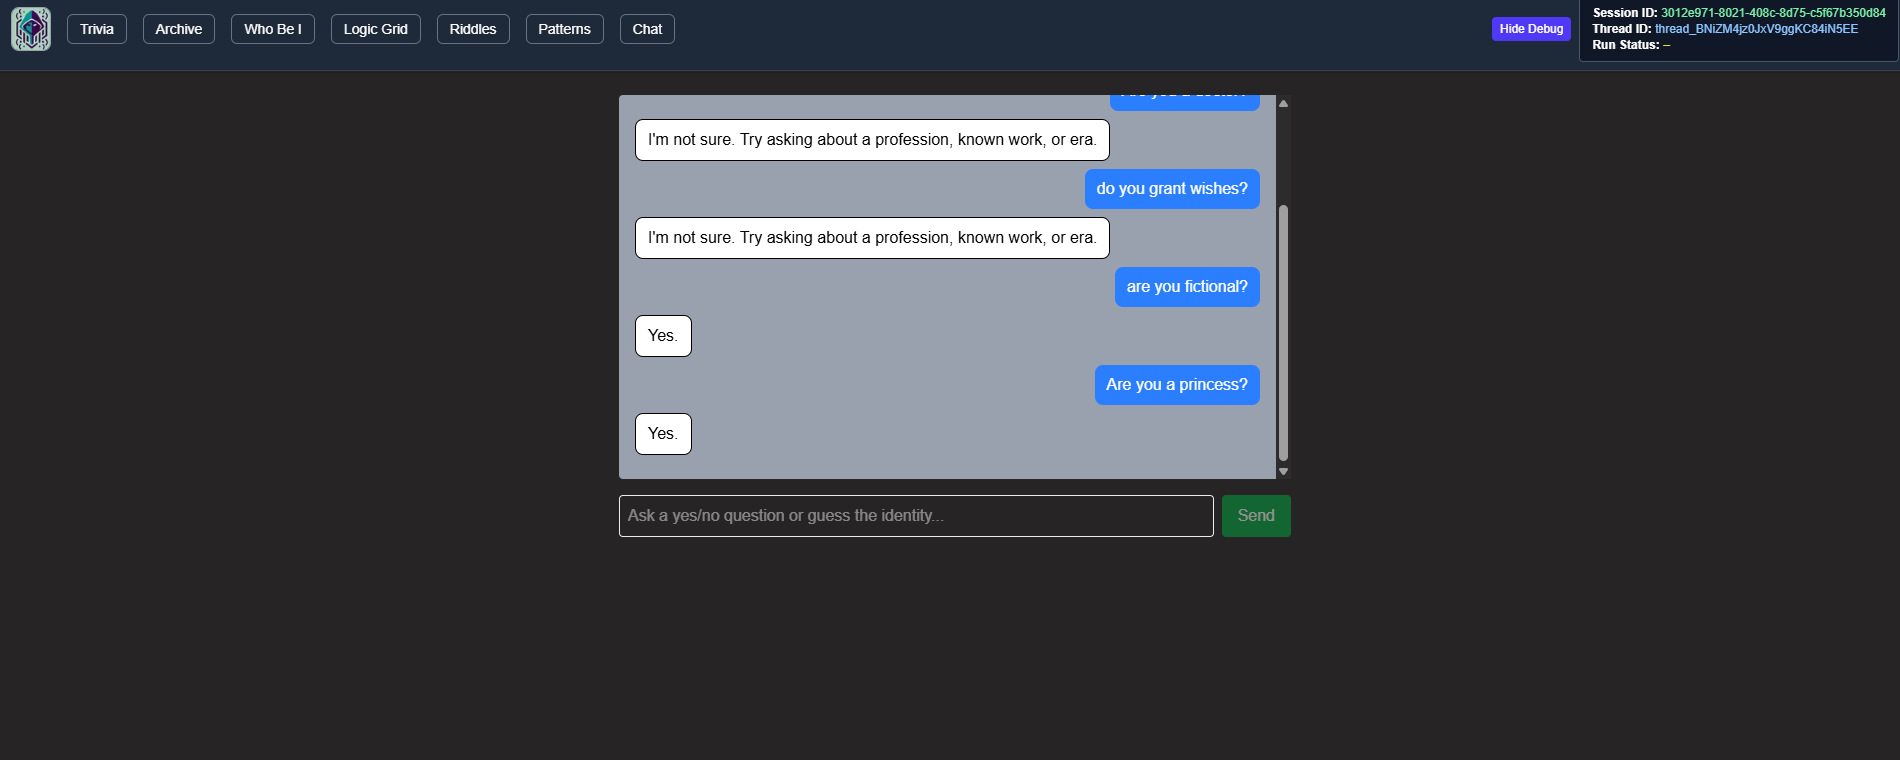 Trivia
Archive
Who Be I
Logic Grid
Riddles
Patterns
Chat
Hide Debug
Session ID: 3012e971-8021-408c-8d75-c5f67b350d84
Thread ID: thread_BNiZM4jz0JxV9ggKC84iN5EE
Run Status: –
I'm not sure. Try asking about a profession, known work, or era.
do you grant wishes?
I'm not sure. Try asking about a profession, known work, or era.
are you fictional?
Yes.
Are you a princess?
Yes.
Ask a yes/no question or guess the identity...
Send